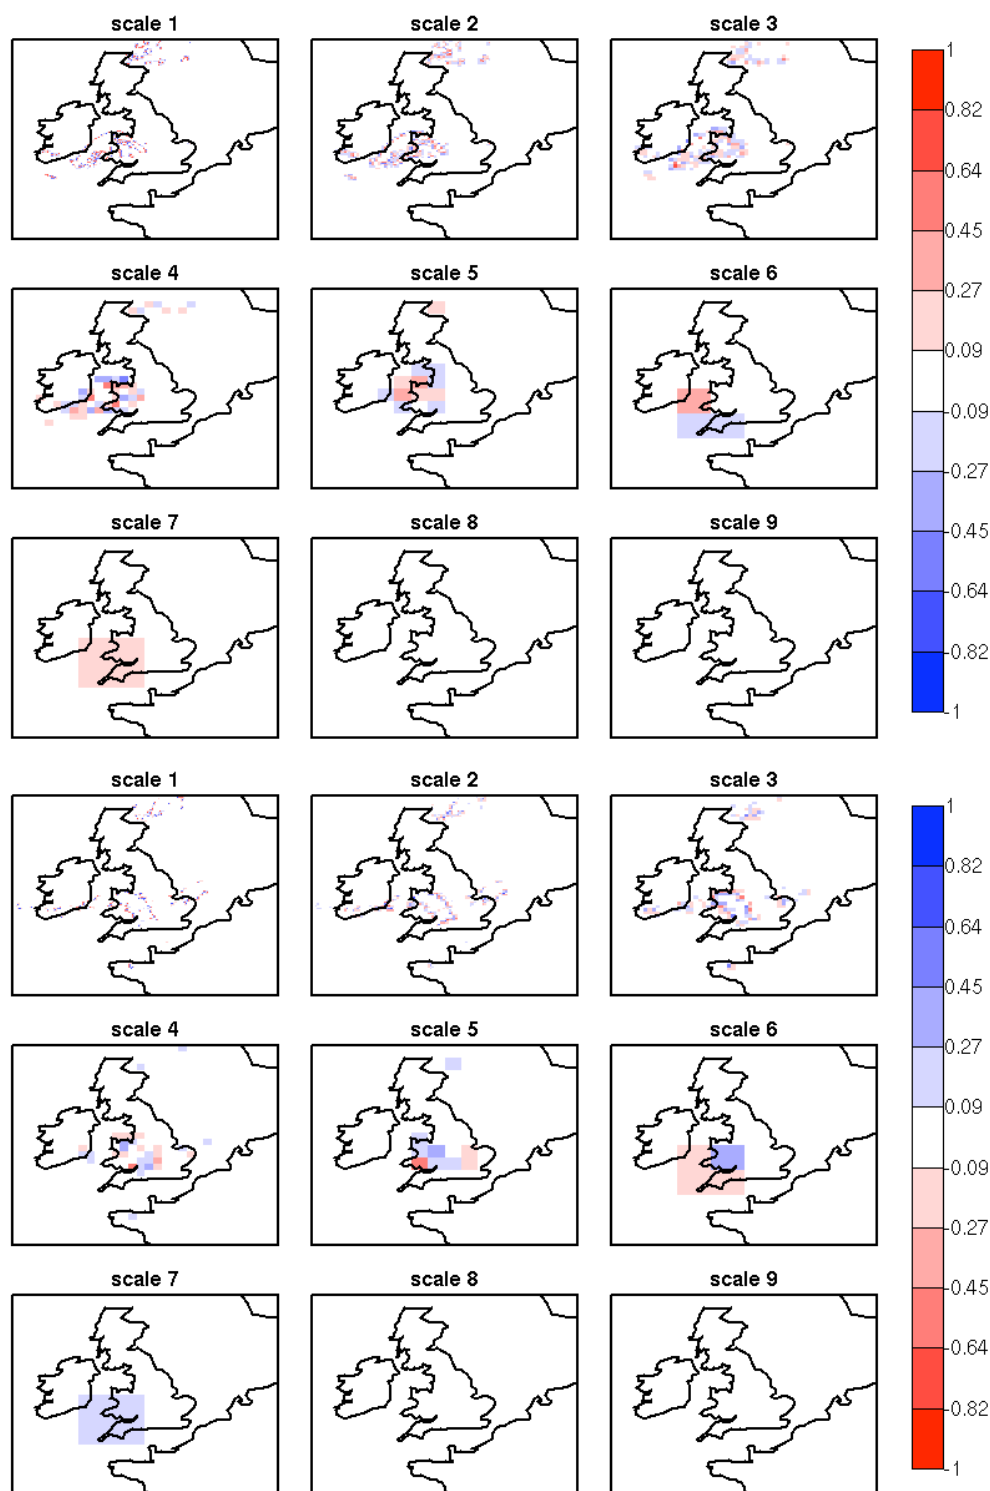 scale 1
scale 2
scale 3
scale 4
scale 5
scale 6
scale 7
scale 8
scale 9
1
0.82
0.64
0.45
0.27
0.09
-0.09
-0.27
-0.45
-0.64
-0.82
-1
scale 1
scale 2
scale 3
scale 4
scale 5
scale 6
scale 7
scale 8
scale 9
1
0.82
0.64
0.45
0.27
0.09
-0.09
-0.27
-0.45
-0.64
-0.82
-1